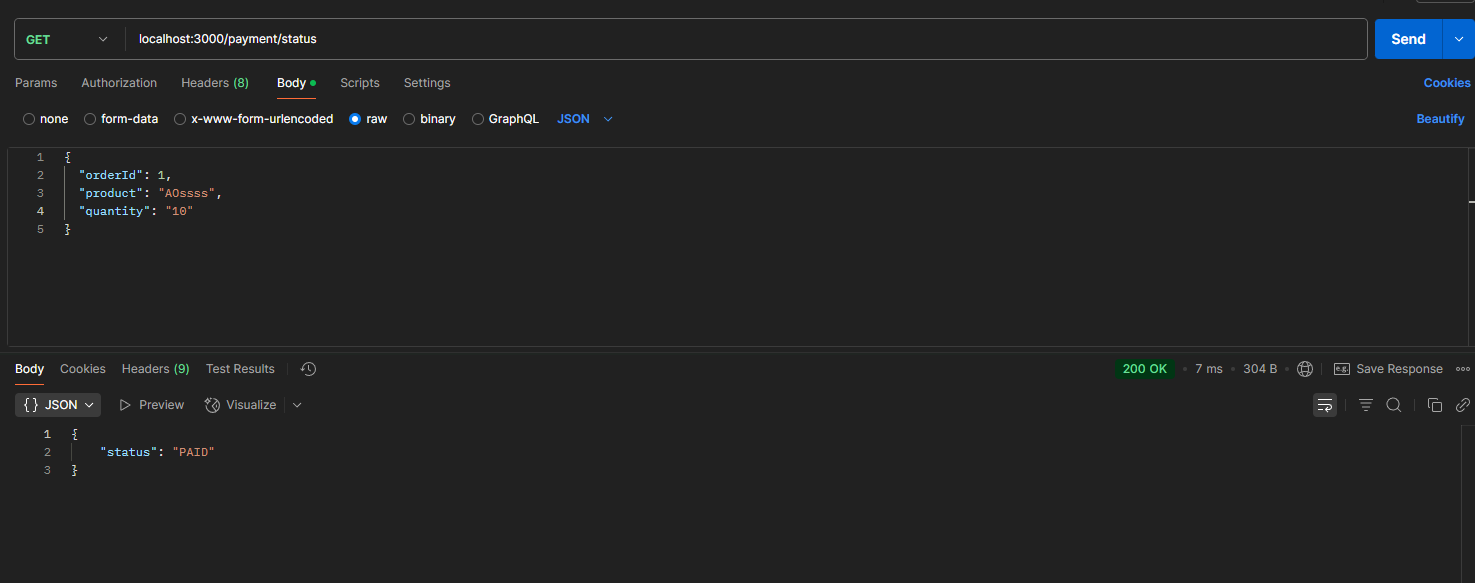 GET localhost:3000/payment/status Send
Params Authorization Headers (8) Body Scripts Settings Cookies
none form-data x-www-form-urlencoded raw binary GraphQL JSON Beautify
1 {
2 "orderId": 1,
3 "product": "AOssss",
4 "quantity": "10"
5 }
Body Cookies Headers (9) Test Results 200 OK 7 ms 304 B e.g. Save Response
{} JSON Preview Visualize
1 {
2 "status": "PAID"
3 }